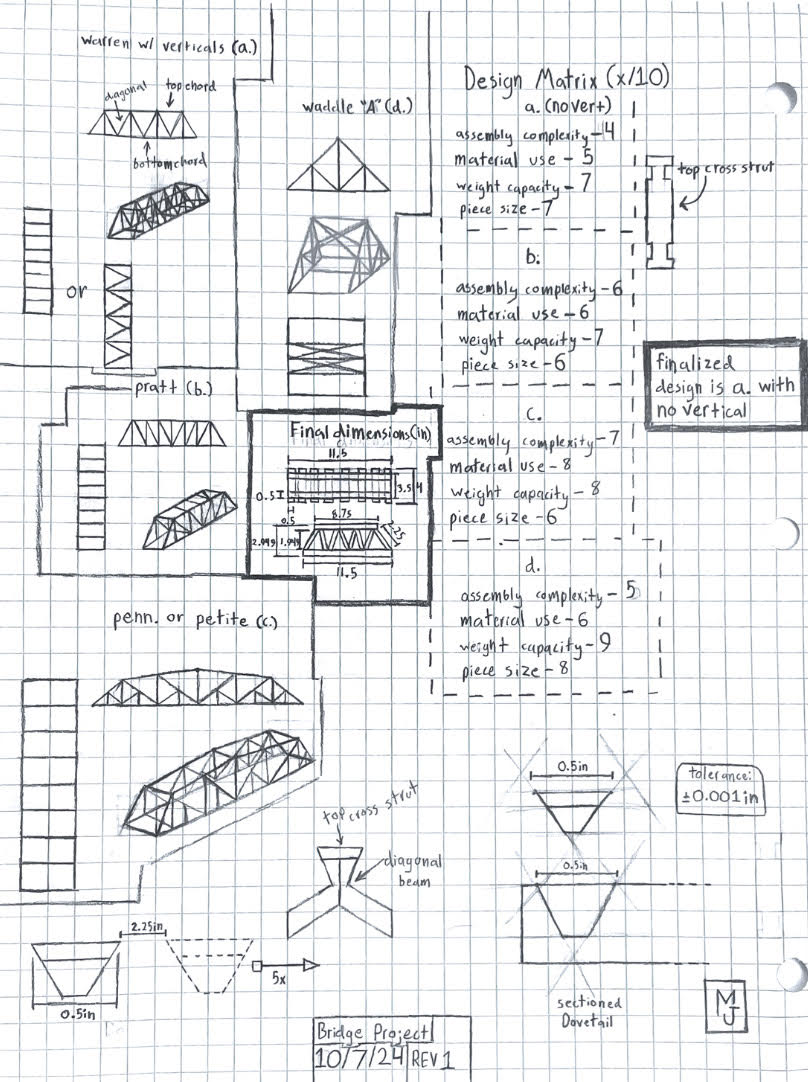 warren w/ verticals (a.)
diagonal
top chord
bottom chord
or
waddle "A" (d.)
Design Matrix (x/10)
a. (no vert)
assembly complexity-4
material use - 5
weight capacity - 7
piece size -7
top cross strut
b.
assembly complexity - 6
material use - 6
weight capacity - 7
piece size - 6
finalized
design is a. with
no vertical
pratt (b.)
Final dimensions (in)
11.5
3.5
4
0.5
0.5
8.75
2.25
11.5
c.
assembly complexity - 7
material use - 8
weight capacity - 8
piece size - 6
d.
assembly complexity - 5
material use - 6
weight capacity - 9
piece size - 8
penn. or petite (c.)
0.5in
tolerance:
±0.001in
top cross strut
diagonal
beam
0.5in
2.25in
5x
0.5in
sectioned
Dovetail
MJ
Bridge Project
10/7/24 REV 1